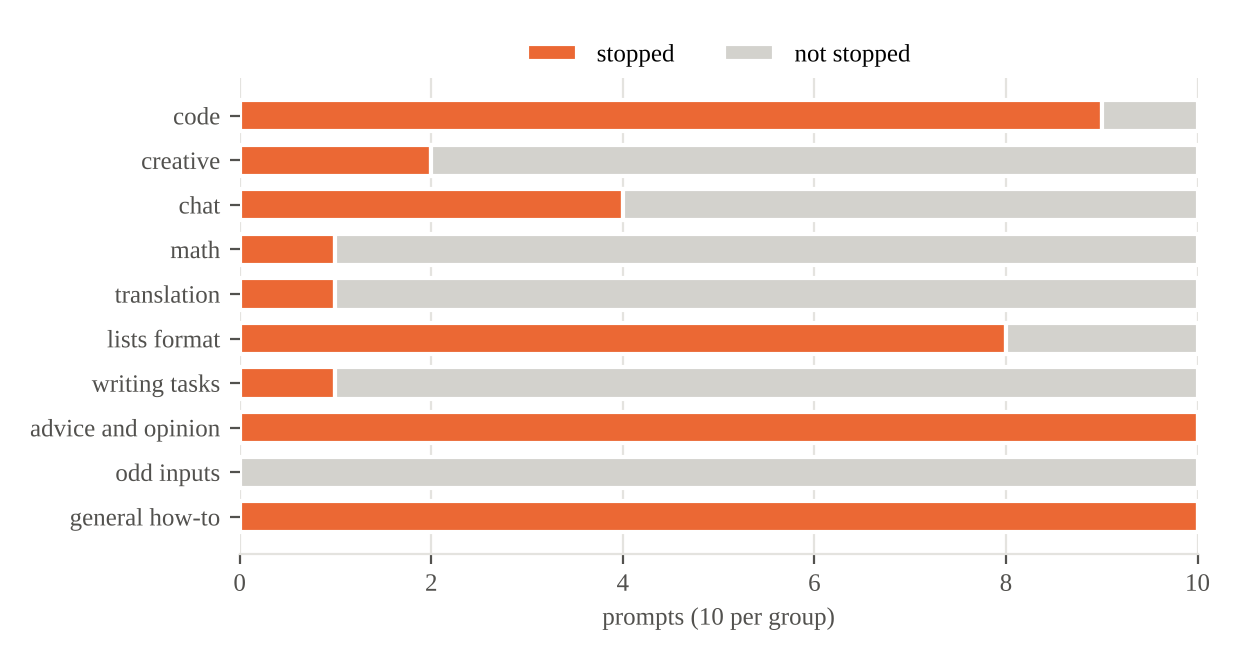 stopped not stopped
code
creative
chat
math
translation
lists format
writing tasks
advice and opinion
odd inputs
general how-to
0 2 4 6 8 10
prompts (10 per group)